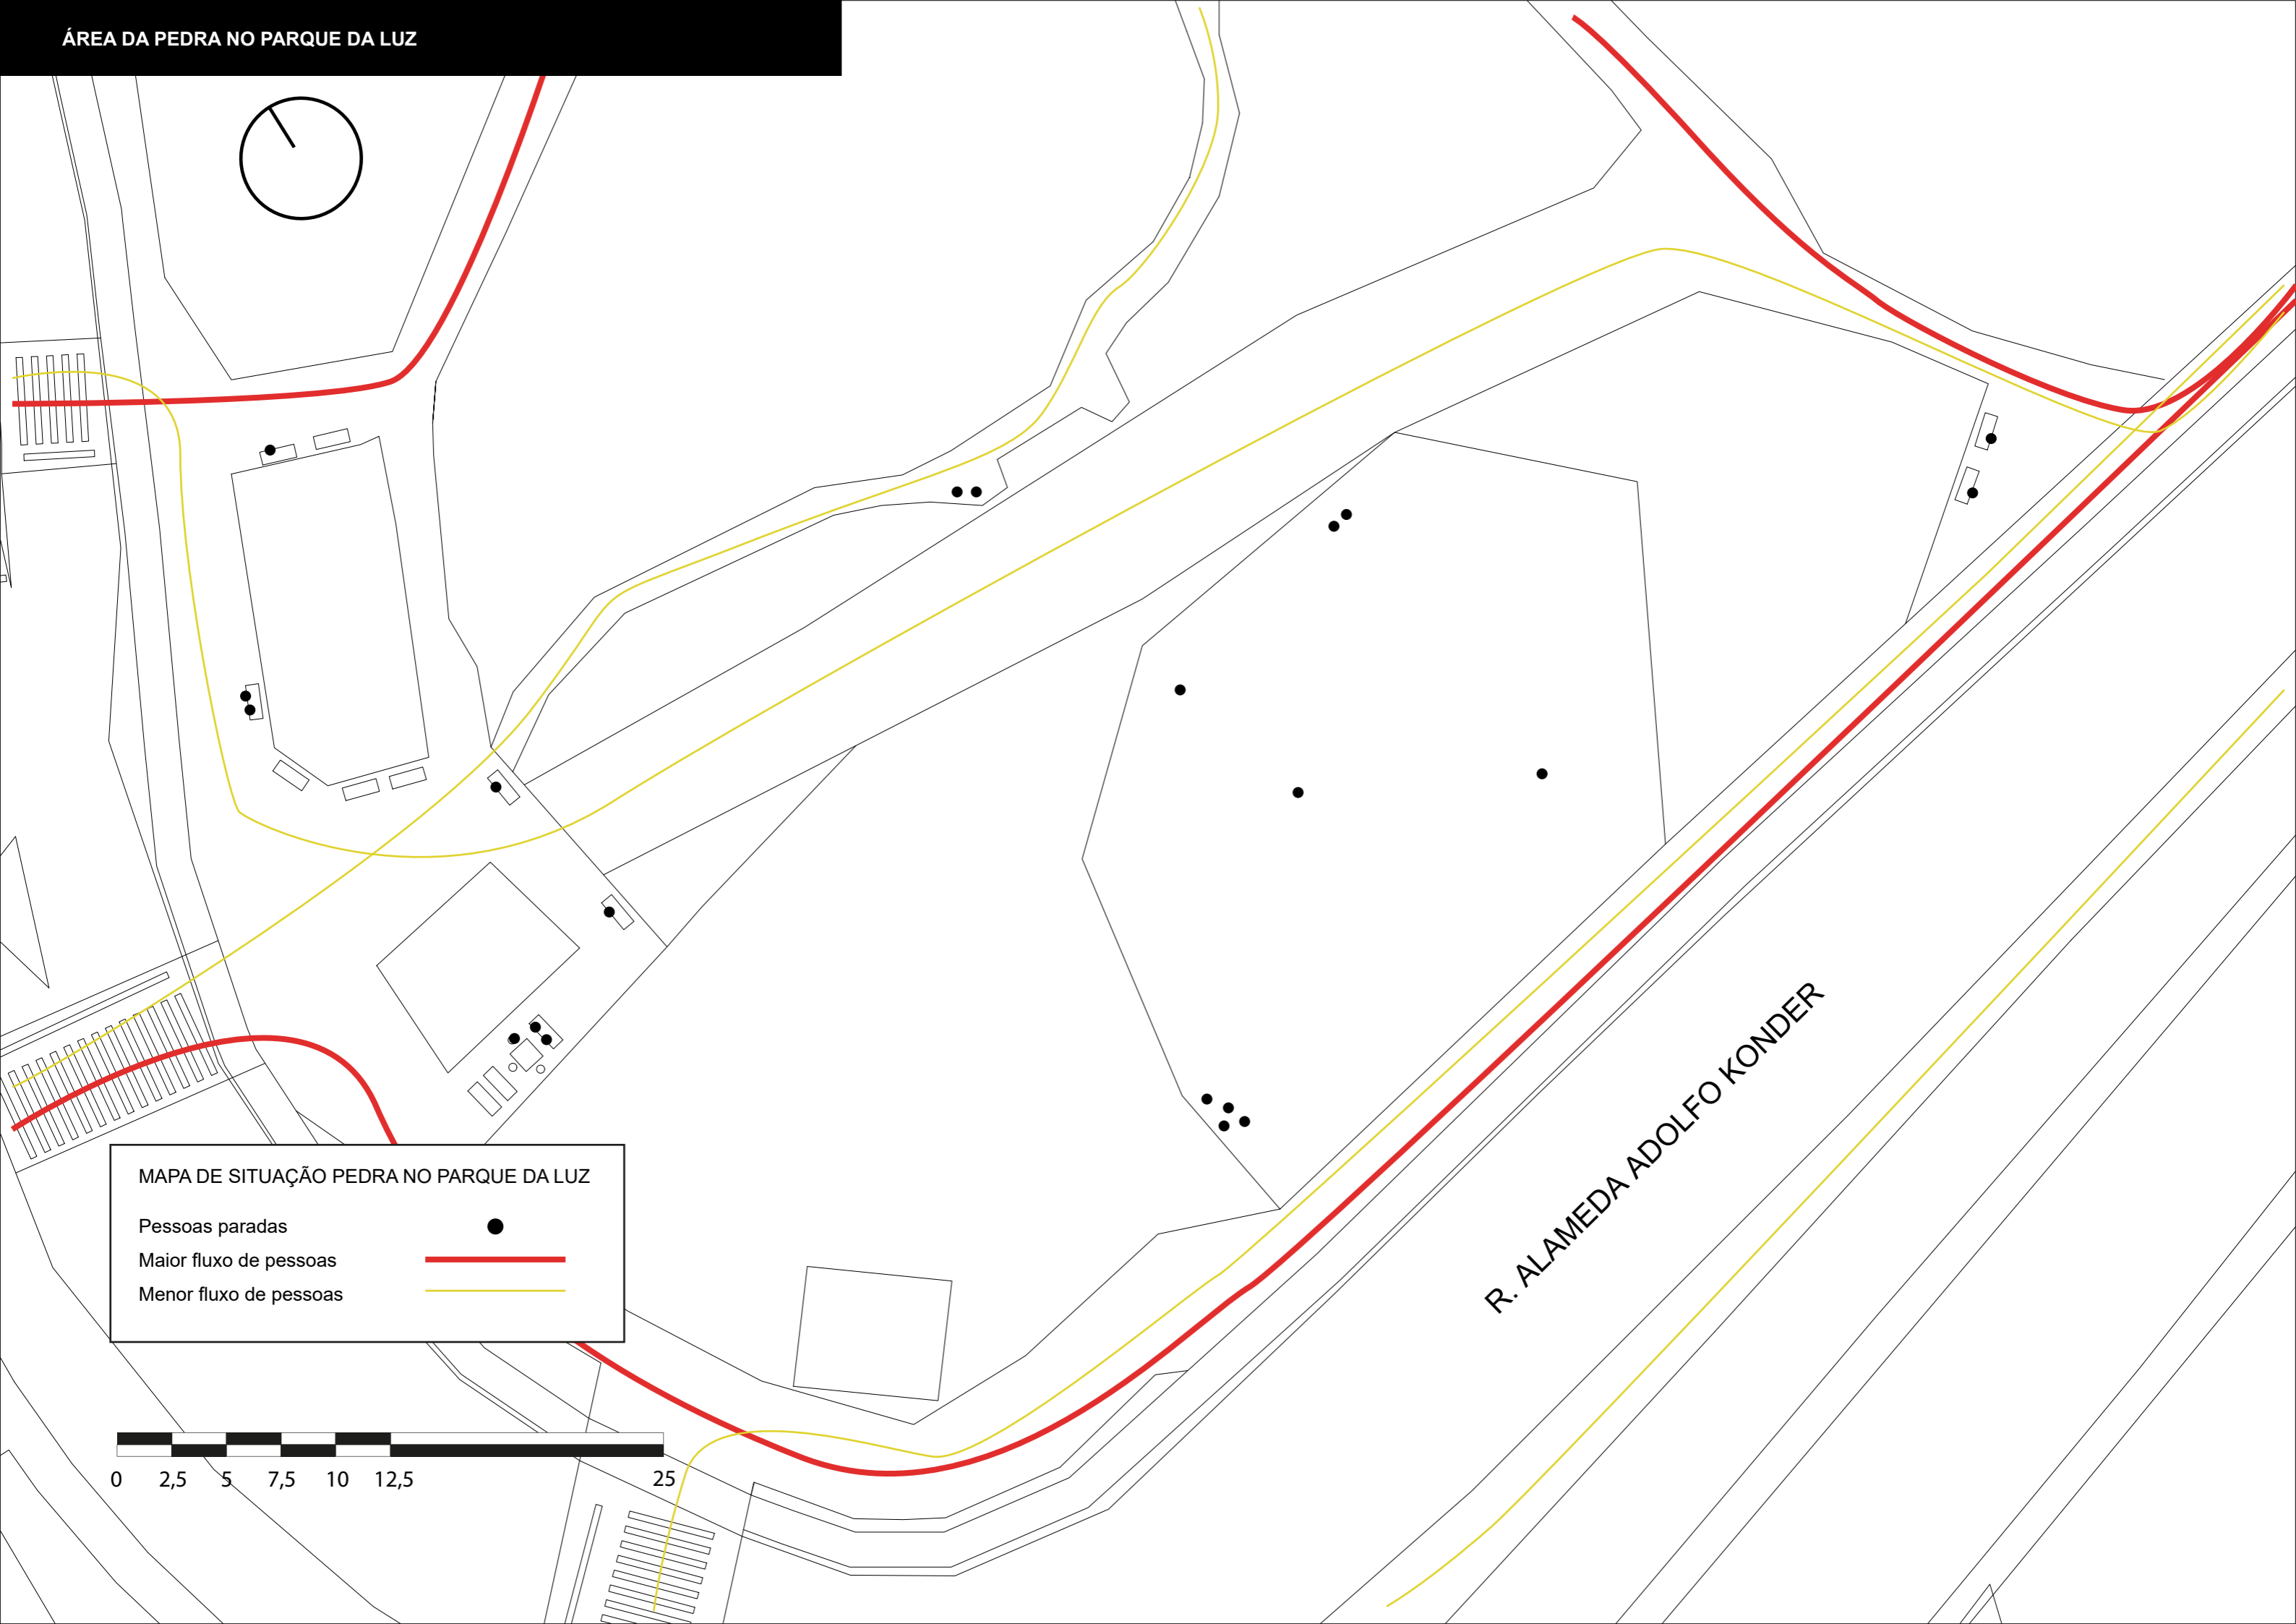 ÁREA DA PEDRA NO PARQUE DA LUZ
R. ALAMEDA ADOLFO KONDER
MAPA DE SITUAÇÃO PEDRA NO PARQUE DA LUZ
Pessoas paradas
Maior fluxo de pessoas
Menor fluxo de pessoas
0 2,5 5 7,5 10 12,5 25